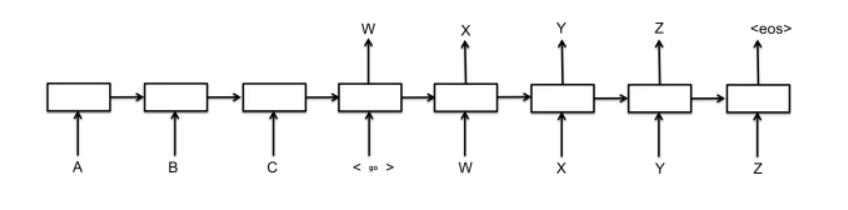 W X Y Z <eos>
A B C < go > W X Y Z